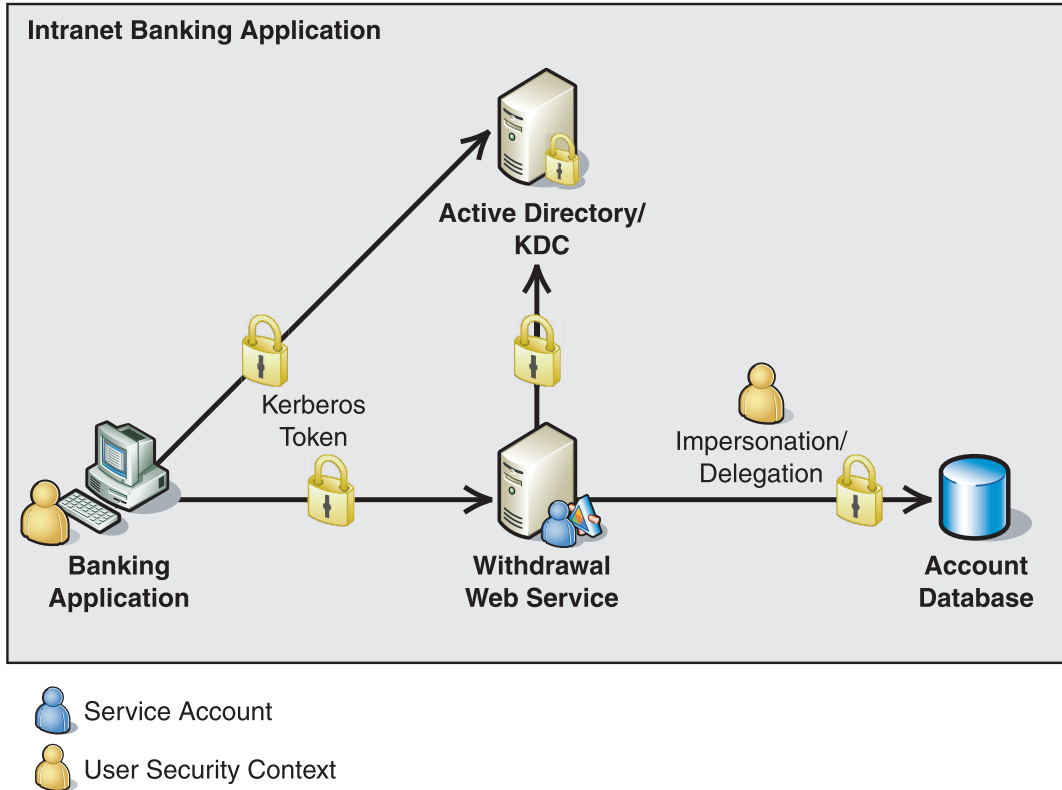 Intranet Banking Application
Active Directory/
KDC
Kerberos
Token
Impersonation/
Delegation
Banking
Application
Withdrawal
Web Service
Account
Database
Service Account
User Security Context